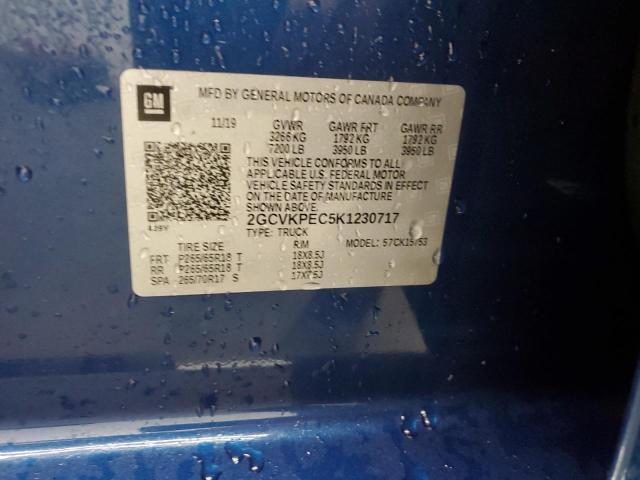 GM
MFD BY GENERAL MOTORS OF CANADA COMPANY
11/19 GVWR GAWR FRT GAWR RR
3266 KG 1792 KG 1792 KG
7200 LB 3950 LB 3950 LB
THIS VEHICLE CONFORMS TO ALL
APPLICABLE U.S. FEDERAL MOTOR
VEHICLE SAFETY STANDARDS IN EFFECT
ON THE DATE OF MANUFACTURE
SHOWN ABOVE.
2GCVKPEC5K1230717
TYPE: TRUCK MODEL:
TIRE SIZE RIM
FRT P265/65R18 T 18X8.5J
RR P265/65R18 T 18X8.5J
SPA 265/70R17 S 17X7.5J